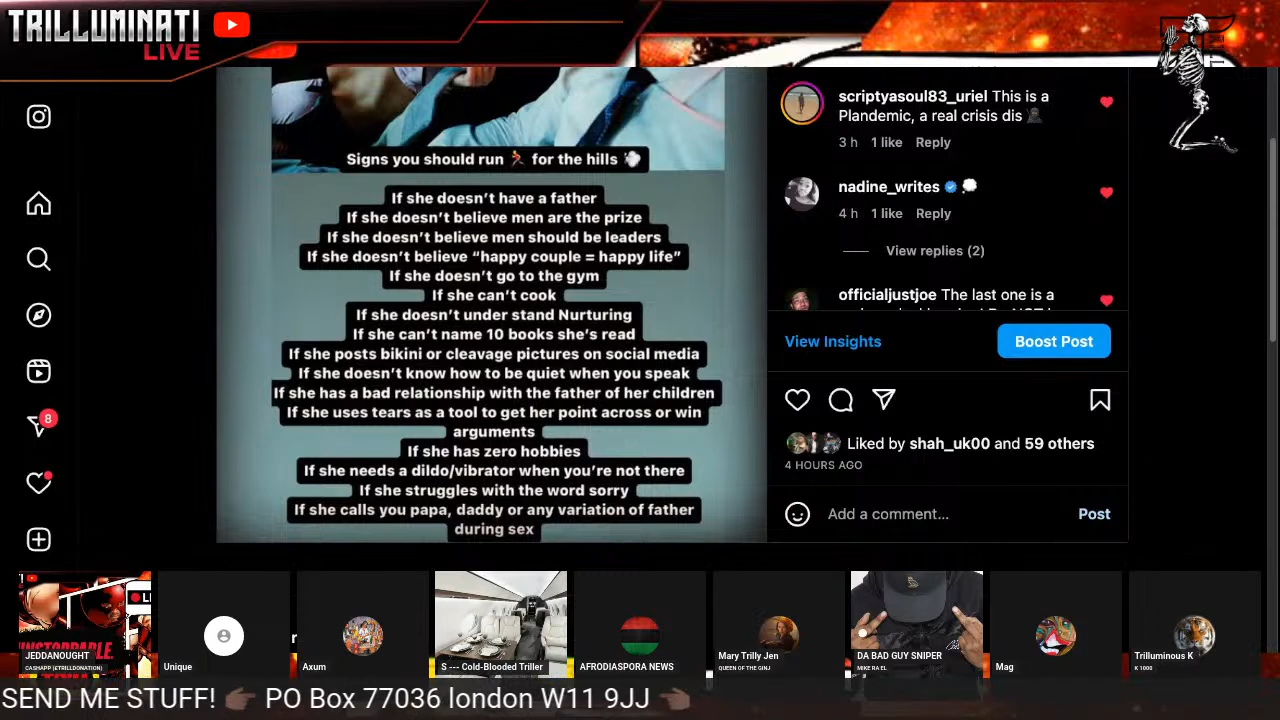 TRILLUMINATI
LIVE
Signs you should run 🏃 for the hills 💨
If she doesn't have a father
If she doesn't believe men are the prize
If she doesn't believe men should be leaders
If she doesn't believe "happy couple = happy life"
If she doesn't go to the gym
If she can't cook
If she doesn't under stand Nurturing
If she can't name 10 books she's read
If she posts bikini or cleavage pictures on social media
If she doesn't know how to be quiet when you speak
If she has a bad relationship with the father of her children
If she uses tears as a tool to get her point across or win
arguments
If she has zero hobbies
If she needs a dildo/vibrator when you're not there
If she struggles with the word sorry
If she calls you papa, daddy or any variation of father
during sex
scriptyasoul83_uriel This is a
Plandemic, a real crisis dis
3 h 1 like Reply
nadine_writes
4 h 1 like Reply
View replies (2)
officialjustjoe The last one is a
View Insights
Boost Post
Liked by shah_uk00 and 59 others
4 HOURS AGO
Add a comment...
Post
8
JEDDANOUGHT
Unique
Axum
S --- Cold-Blooded Triller
AFRODIASPORA NEWS
Mary Trilly Jen
QUEEN OF THE GINJ
DA BAD GUY SNIPER
MIKE RA EL
Mag
Trilluminous K
K 1000
SEND ME STUFF! 👉🏽 PO Box 77036 london W11 9JJ 👈🏽